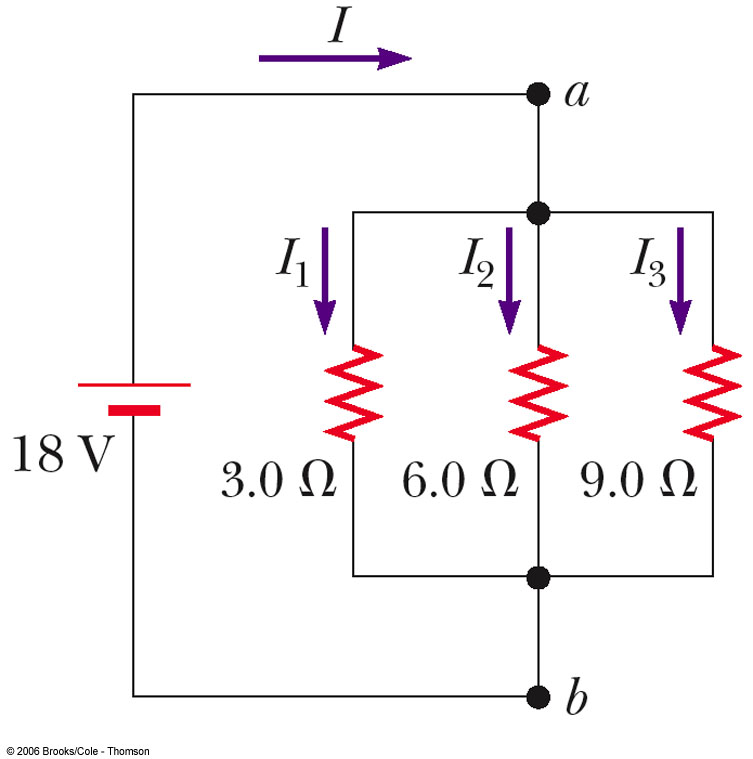 I
a
I1 I2 I3
18 V
3.0 Ω 6.0 Ω 9.0 Ω
b
© 2006 Brooks/Cole - Thomson